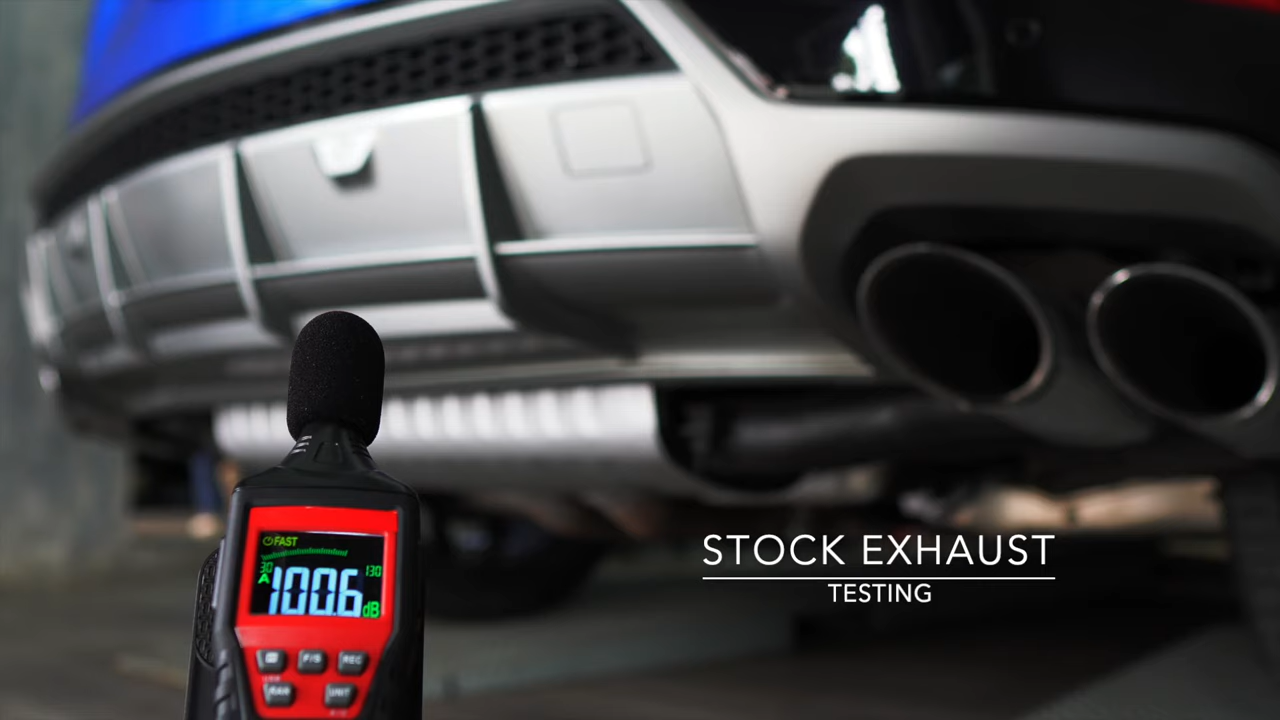 FAST
30
130
A
100.6
dB
F/S
REC
UNIT
STOCK EXHAUST
TESTING